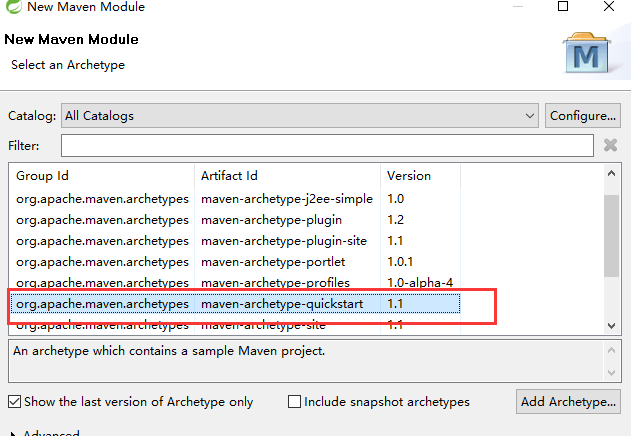 New Maven Module
New Maven Module
Select an Archetype
M
Catalog: All Catalogs Configure...
Filter:
Group Id Artifact Id Version
org.apache.maven.archetypes maven-archetype-j2ee-simple 1.0
org.apache.maven.archetypes maven-archetype-plugin 1.2
org.apache.maven.archetypes maven-archetype-plugin-site 1.1
org.apache.maven.archetypes maven-archetype-portlet 1.0.1
org.apache.maven.archetypes maven-archetype-profiles 1.0-alpha-4
org.apache.maven.archetypes maven-archetype-quickstart 1.1
org.apache.maven.archetypes maven-archetype-site 1.1
An archetype which contains a sample Maven project.
Show the last version of Archetype only Include snapshot archetypes Add Archetype...
Advanced